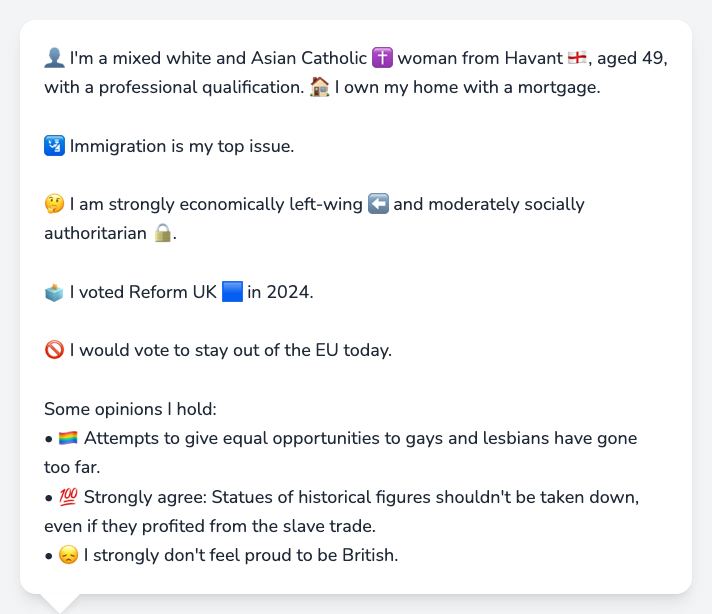 👤 I'm a mixed white and Asian Catholic ✝️ woman from Havant 🏴󠁧󠁢󠁥󠁮󠁧󠁿, aged 49,
with a professional qualification. 🏠 I own my home with a mortgage.
🛂 Immigration is my top issue.
🤔 I am strongly economically left-wing ⬅️ and moderately socially
authoritarian 🔒.
🗳️ I voted Reform UK 🟦 in 2024.
🚫 I would vote to stay out of the EU today.
Some opinions I hold:
• 🏳️‍🌈 Attempts to give equal opportunities to gays and lesbians have gone
too far.
• 💯 Strongly agree: Statues of historical figures shouldn't be taken down,
even if they profited from the slave trade.
• 😞 I strongly don't feel proud to be British.